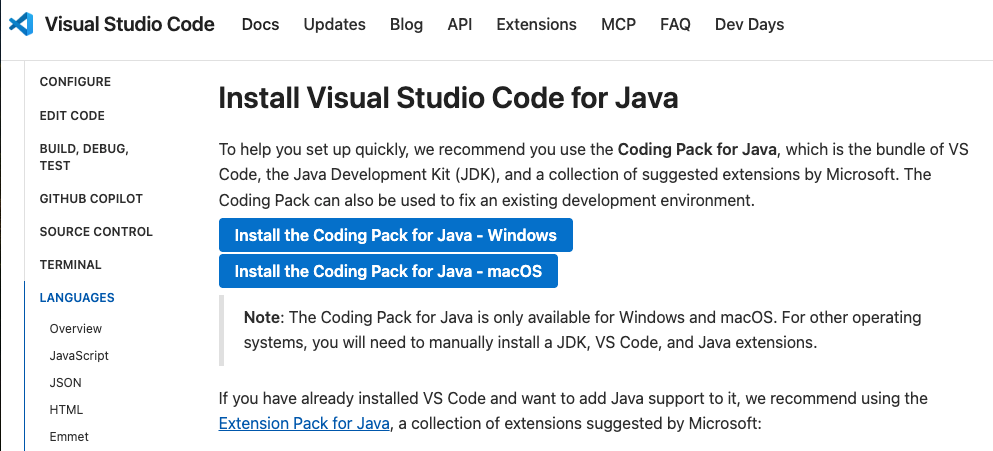 Visual Studio Code Docs Updates Blog API Extensions MCP FAQ Dev Days
CONFIGURE
EDIT CODE
BUILD, DEBUG,
TEST
GITHUB COPILOT
SOURCE CONTROL
TERMINAL
LANGUAGES
Overview
JavaScript
JSON
HTML
Emmet
Install Visual Studio Code for Java
To help you set up quickly, we recommend you use the Coding Pack for Java, which is the bundle of VS
Code, the Java Development Kit (JDK), and a collection of suggested extensions by Microsoft. The
Coding Pack can also be used to fix an existing development environment.
Install the Coding Pack for Java - Windows
Install the Coding Pack for Java - macOS
Note: The Coding Pack for Java is only available for Windows and macOS. For other operating
systems, you will need to manually install a JDK, VS Code, and Java extensions.
If you have already installed VS Code and want to add Java support to it, we recommend using the
Extension Pack for Java, a collection of extensions suggested by Microsoft: